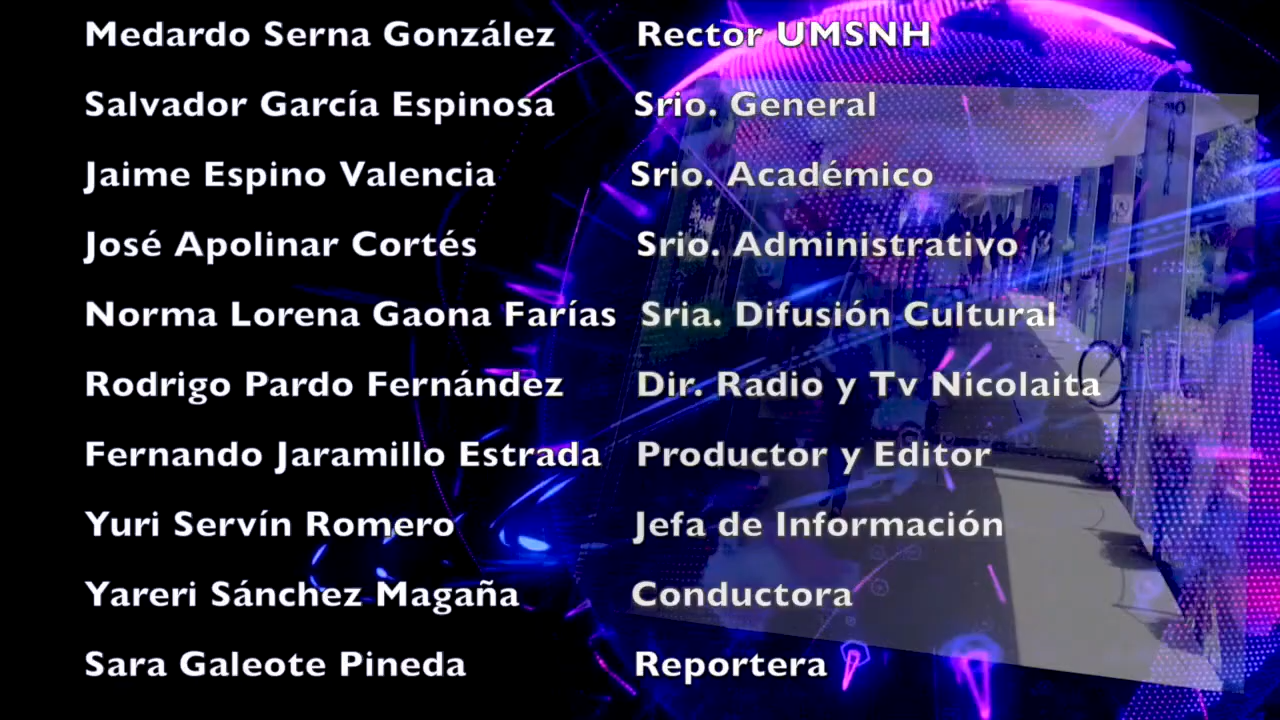 Medardo Serna González Rector UMSNH
Salvador García Espinosa Srio. General
Jaime Espino Valencia Srio. Académico
José Apolinar Cortés Srio. Administrativo
Norma Lorena Gaona Farías Sria. Difusión Cultural
Rodrigo Pardo Fernández Dir. Radio y Tv Nicolaita
Fernando Jaramillo Estrada Productor y Editor
Yuri Servín Romero Jefa de Información
Yareri Sánchez Magaña Conductora
Sara Galeote Pineda Reportera